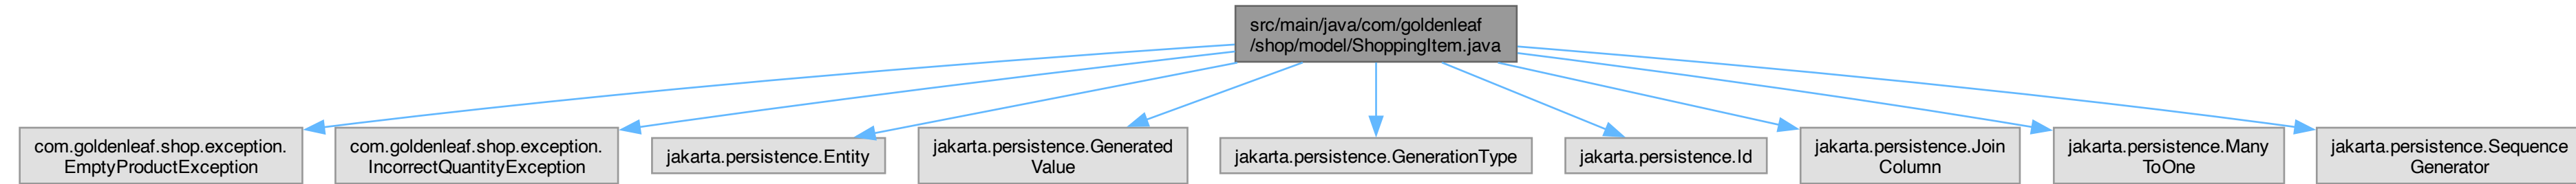 src/main/java/com/goldenleaf
/shop/model/ShoppingItem.java
com.goldenleaf.shop.exception.
EmptyProductException
com.goldenleaf.shop.exception.
IncorrectQuantityException
jakarta.persistence.Entity
jakarta.persistence.Generated
Value
jakarta.persistence.GenerationType
jakarta.persistence.Id
jakarta.persistence.Join
Column
jakarta.persistence.Many
ToOne
jakarta.persistence.Sequence
Generator